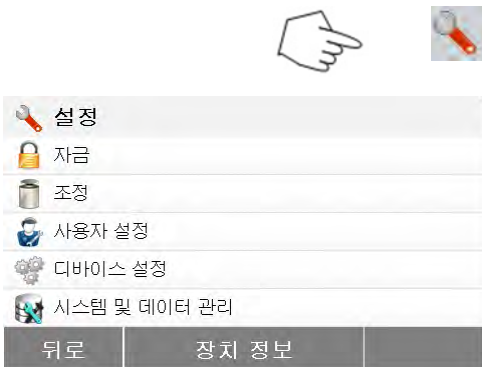 설정
자금
조정
사용자 설정
디바이스 설정
시스템 및 데이터 관리
뒤로 장치 정보